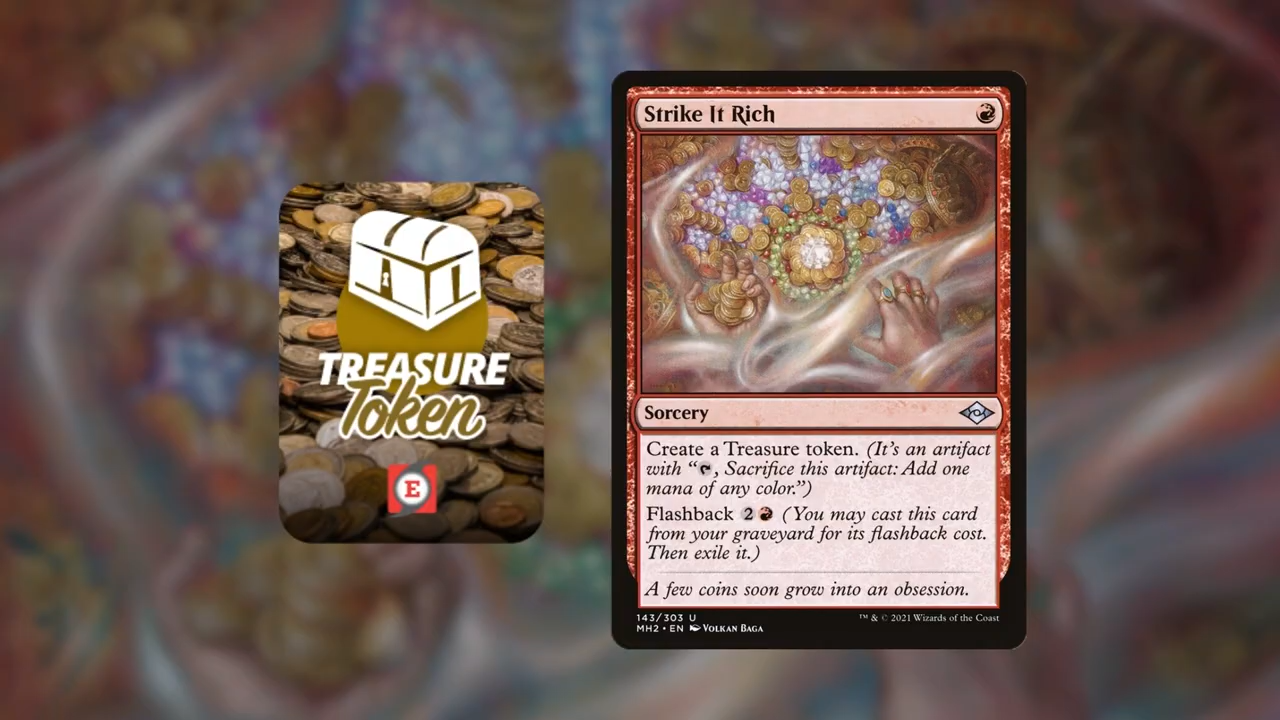 TREASURE
Token
E
Strike It Rich
Sorcery
Create a Treasure token. (It's an artifact
with “, Sacrifice this artifact: Add one
mana of any color.”)
Flashback 2 (You may cast this card
from your graveyard for its flashback cost.
Then exile it.)
A few coins soon grow into an obsession.
143/303 U
MH2 • EN VOLKAN BAGA
™ & © 2021 Wizards of the Coast